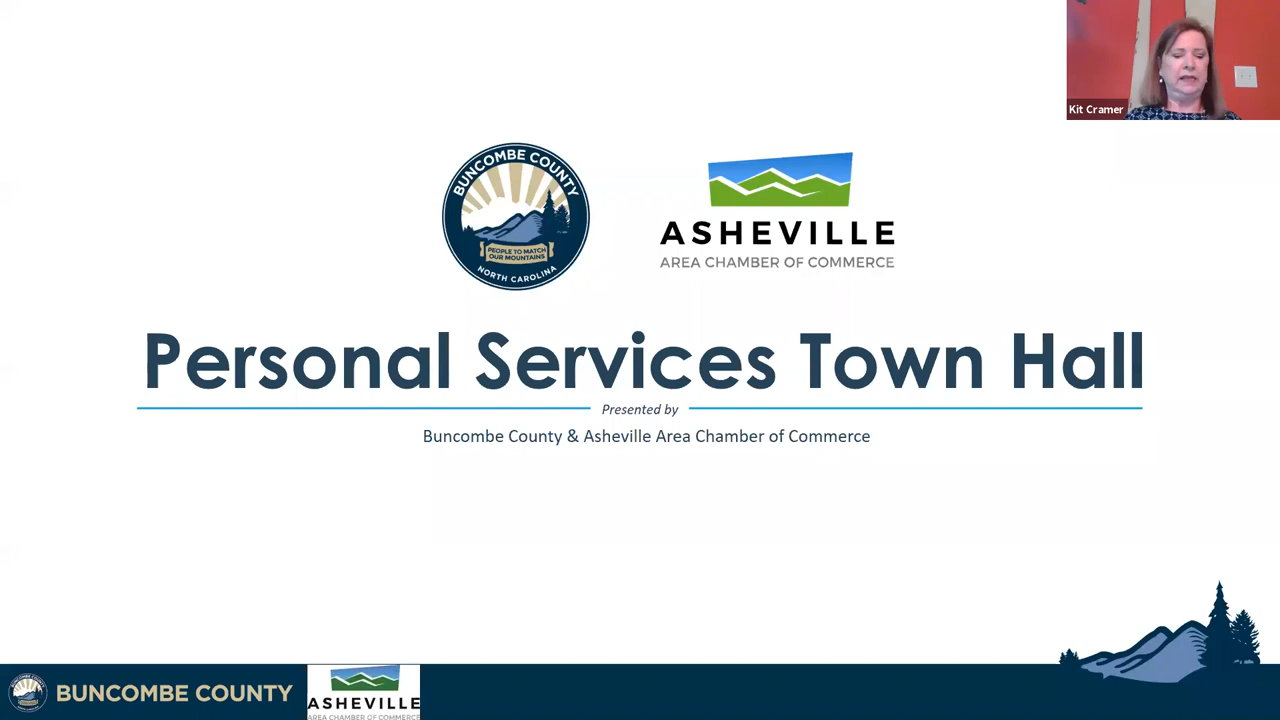 Kit Cramer
BUNCOMBE COUNTY
PEOPLE TO MATCH
OUR MOUNTAINS
NORTH CAROLINA
ASHEVILLE
AREA CHAMBER OF COMMERCE
Personal Services Town Hall
Presented by
Buncombe County & Asheville Area Chamber of Commerce
BUNCOMBE COUNTY
ASHEVILLE
AREA CHAMBER OF COMMERCE